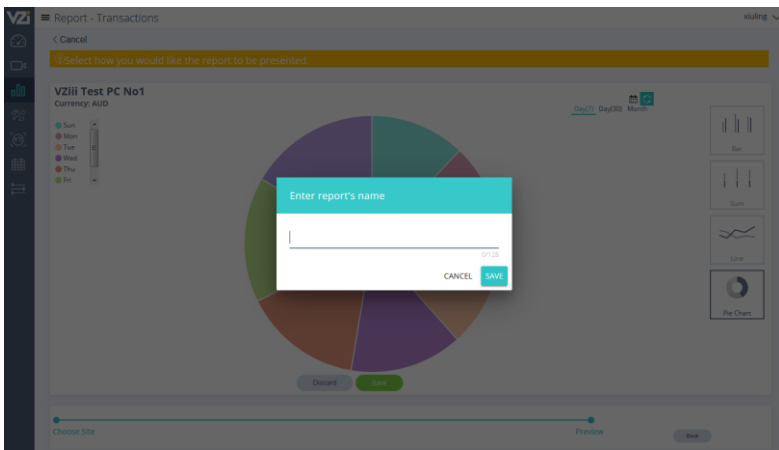 VZi
Report - Transactions
xiuling
< Cancel
Select how you would like the report to be presented.
VZiii Test PC No1
Currency: AUD
Day(7) Day(30) Month
Sun
Mon
Tue
Wed
Thu
Fri
Bar
Sum
Line
Pie Chart
Enter report's name
0/128
CANCEL SAVE
Discard Save
Choose Site
Preview
Back